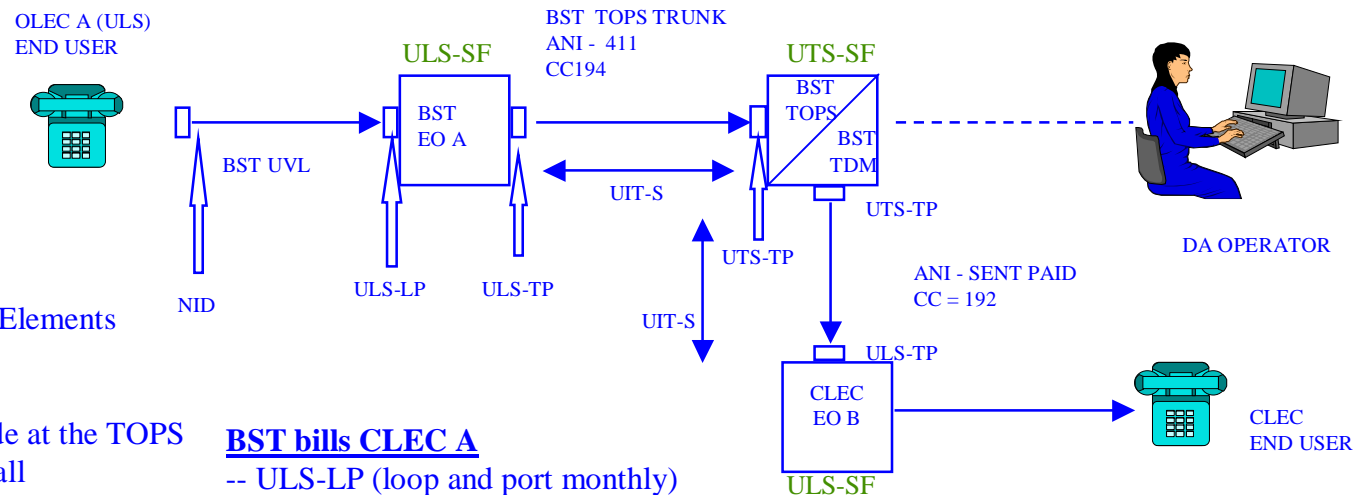 OLEC A (ULS)
END USER
BST TOPS TRUNK
ANI - 411
CC194
ULS-SF
UTS-SF
BST
EO A
BST
TOPS
BST
TDM
BST UVL
UIT-S
UTS-TP
UTS-TP
DA OPERATOR
NID
ULS-LP
ULS-TP
ANI - SENT PAID
CC = 192
Elements
UIT-S
ULS-TP
CLEC
EO B
CLEC
END USER
de at the TOPS
all
BST bills CLEC A
-- ULS-LP (loop and port monthly)
ULS-SF